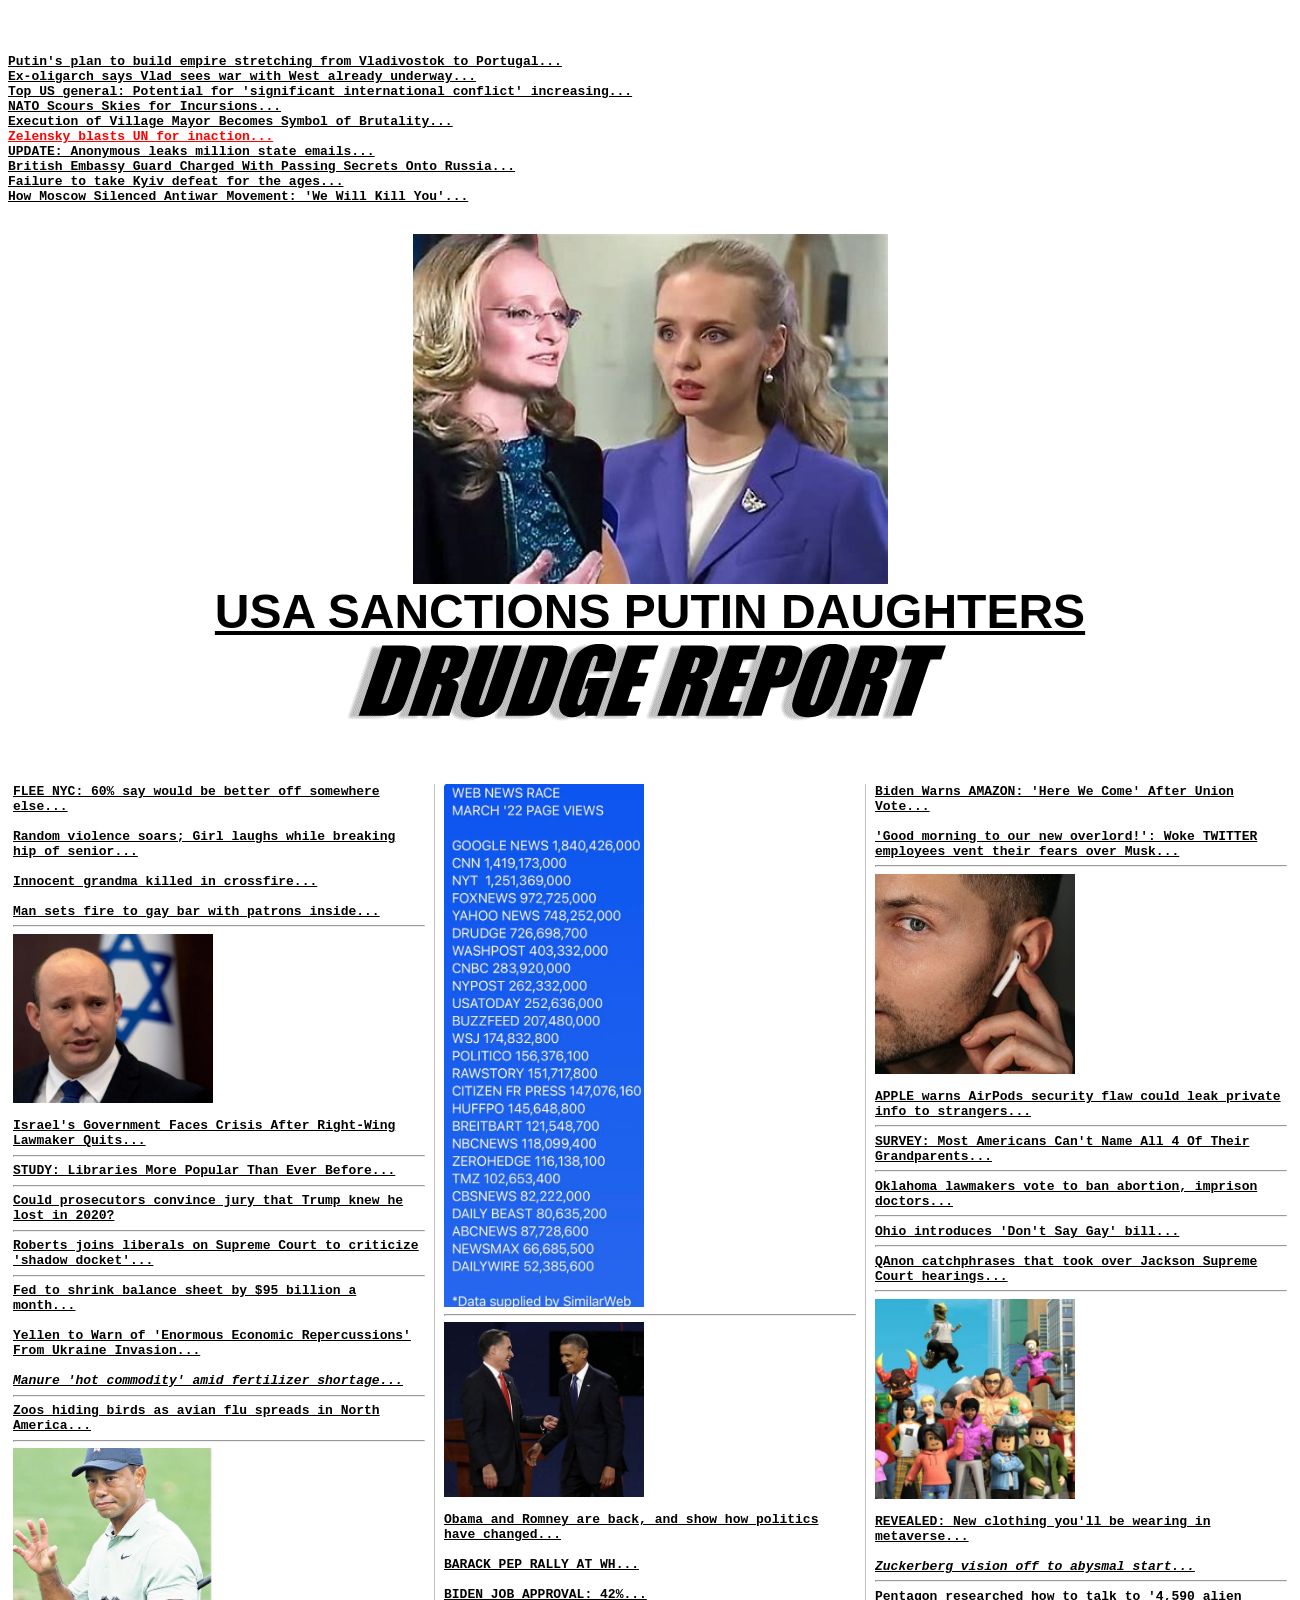 Putin's plan to build empire stretching from Vladivostok to Portugal...
Ex-oligarch says Vlad sees war with West already underway...
Top US general: Potential for 'significant international conflict' increasing...
NATO Scours Skies for Incursions...
Execution of Village Mayor Becomes Symbol of Brutality...
Zelensky blasts UN for inaction...
UPDATE: Anonymous leaks million state emails...
British Embassy Guard Charged With Passing Secrets Onto Russia...
Failure to take Kyiv defeat for the ages...
How Moscow Silenced Antiwar Movement: 'We Will Kill You'...
USA SANCTIONS PUTIN DAUGHTERS
DRUDGE REPORT
FLEE NYC: 60% say would be better off somewhere
else...
Random violence soars; Girl laughs while breaking
hip of senior...
Innocent grandma killed in crossfire...
Man sets fire to gay bar with patrons inside...
Israel's Government Faces Crisis After Right-Wing
Lawmaker Quits...
STUDY: Libraries More Popular Than Ever Before...
Could prosecutors convince jury that Trump knew he
lost in 2020?
Roberts joins liberals on Supreme Court to criticize
'shadow docket'...
Fed to shrink balance sheet by $95 billion a
month...
Yellen to Warn of 'Enormous Economic Repercussions'
From Ukraine Invasion...
Manure 'hot commodity' amid fertilizer shortage...
Zoos hiding birds as avian flu spreads in North
America...
WEB NEWS RACE
MARCH '22 PAGE VIEWS
GOOGLE NEWS 1,840,426,000
CNN 1,419,173,000
NYT 1,251,369,000
FOXNEWS 972,725,000
YAHOO NEWS 748,252,000
DRUDGE 726,698,700
WASHPOST 403,332,000
CNBC 283,920,000
NYPOST 262,332,000
USATODAY 252,636,000
BUZZFEED 207,480,000
WSJ 174,832,800
POLITICO 156,376,100
RAWSTORY 151,717,800
CITIZEN FR PRESS 147,076,160
HUFFPO 145,648,800
BREITBART 121,548,700
NBCNEWS 118,099,400
ZEROHEDGE 116,138,100
TMZ 102,653,400
CBSNEWS 82,222,000
DAILY BEAST 80,635,200
ABCNEWS 87,728,600
NEWSMAX 66,685,500
DAILYWIRE 52,385,600
*Data supplied by SimilarWeb
Obama and Romney are back, and show how politics
have changed...
BARACK PEP RALLY AT WH...
BIDEN JOB APPROVAL: 42%...
Biden Warns AMAZON: 'Here We Come' After Union
Vote...
'Good morning to our new overlord!': Woke TWITTER
employees vent their fears over Musk...
APPLE warns AirPods security flaw could leak private
info to strangers...
SURVEY: Most Americans Can't Name All 4 Of Their
Grandparents...
Oklahoma lawmakers vote to ban abortion, imprison
doctors...
Ohio introduces 'Don't Say Gay' bill...
QAnon catchphrases that took over Jackson Supreme
Court hearings...
REVEALED: New clothing you'll be wearing in
metaverse...
Zuckerberg vision off to abysmal start...
Pentagon researched how to talk to '4,590 alien